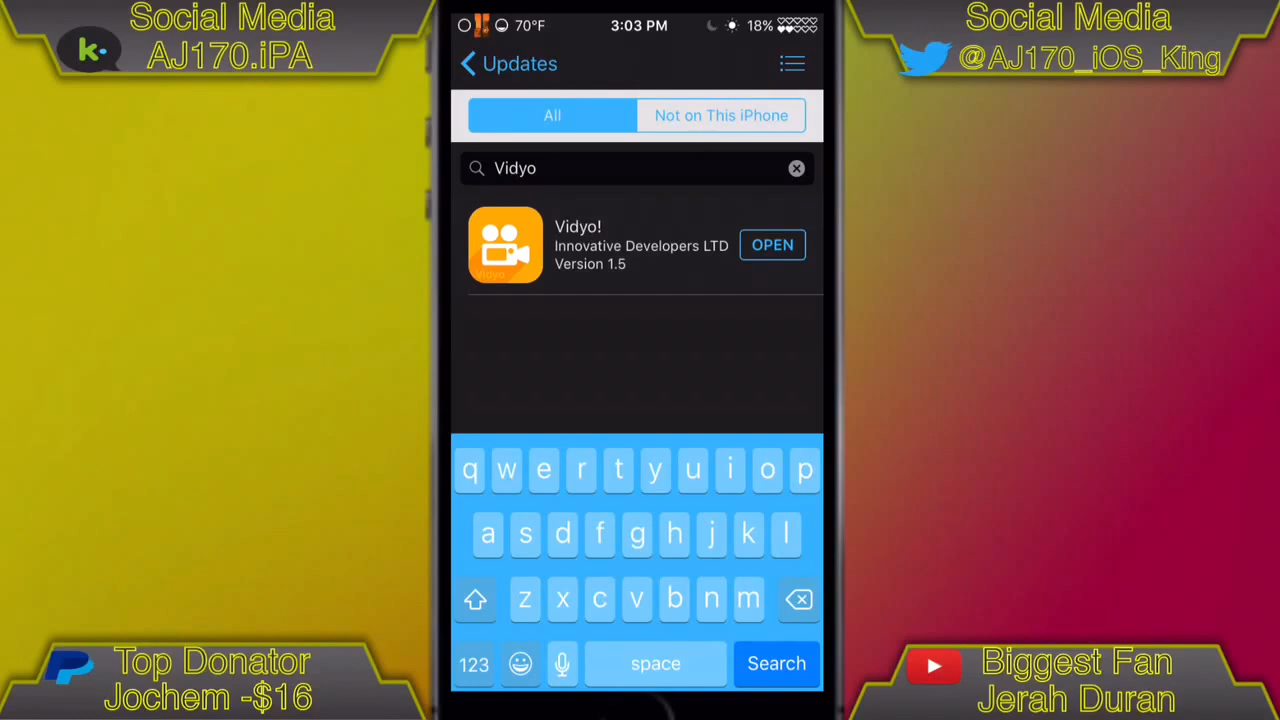 Social Media
AJ170.iPA
k
Social Media
@AJ170_iOS_King
70°F
3:03 PM
18%
Updates
All
Not on This iPhone
Vidyo
Vidyo
Vidyo!
Innovative Developers LTD
Version 1.5
OPEN
q w e r t y u i o p
a s d f g h j k l
z x c v b n m
123
space
Search
Top Donator
Jochem -$16
Biggest Fan
Jerah Duran